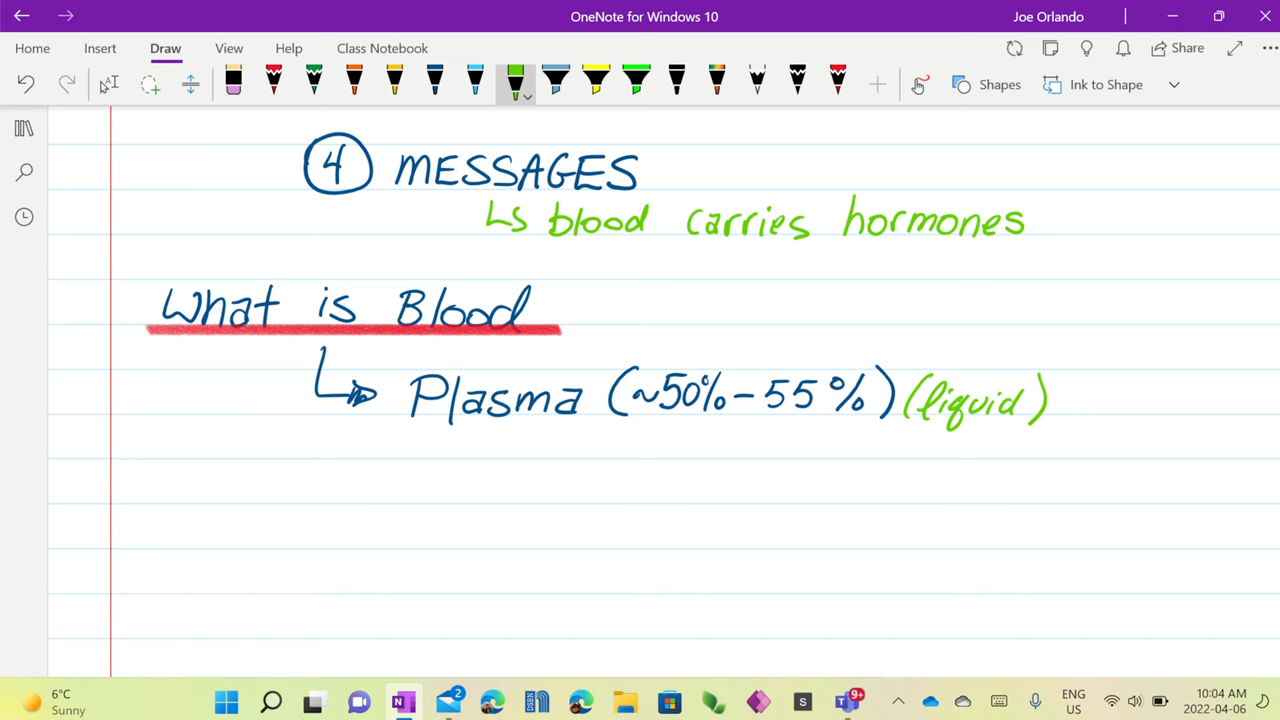 OneNote for Windows 10
Joe Orlando
Home Insert Draw View Help Class Notebook
Share
Shapes
Ink to Shape
4 MESSAGES
↳ blood carries hormones
What is Blood
↳ Plasma (~50%-55%) (liquid)
6°C
Sunny
2
9+
ENG
US
10:04 AM
2022-04-06